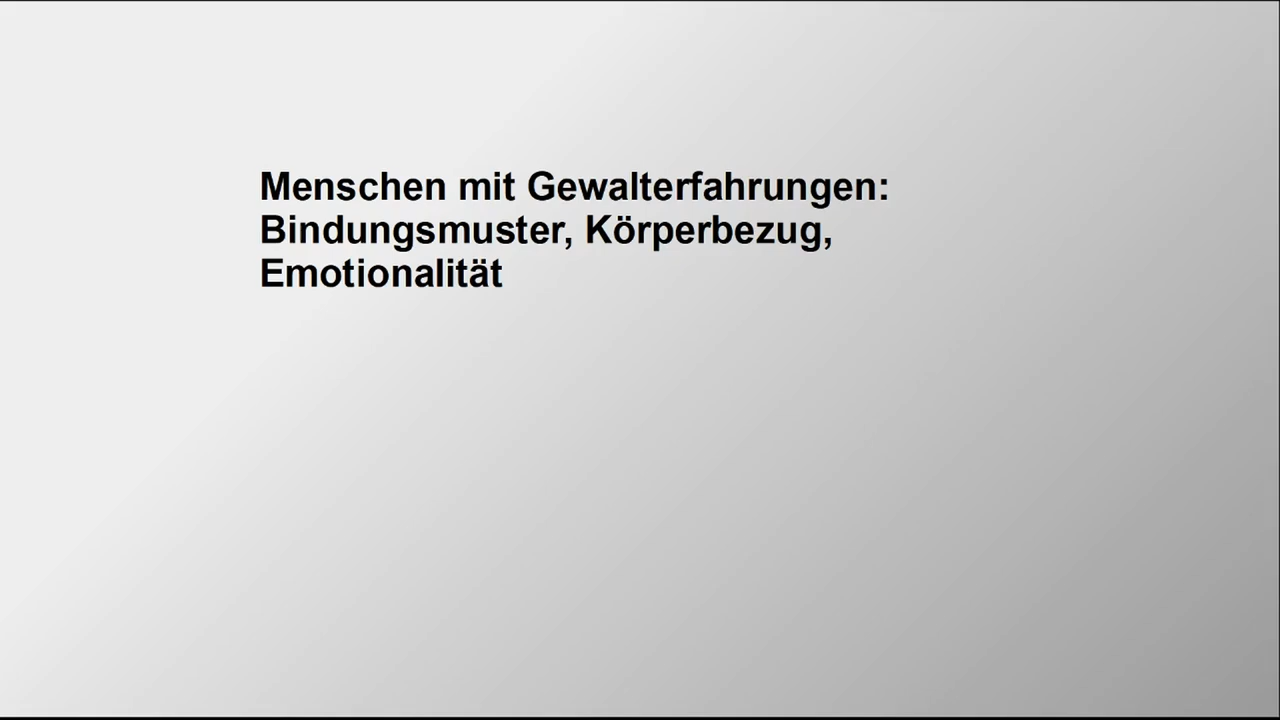 Menschen mit Gewalterfahrungen:
Bindungsmuster, Körperbezug,
Emotionalität